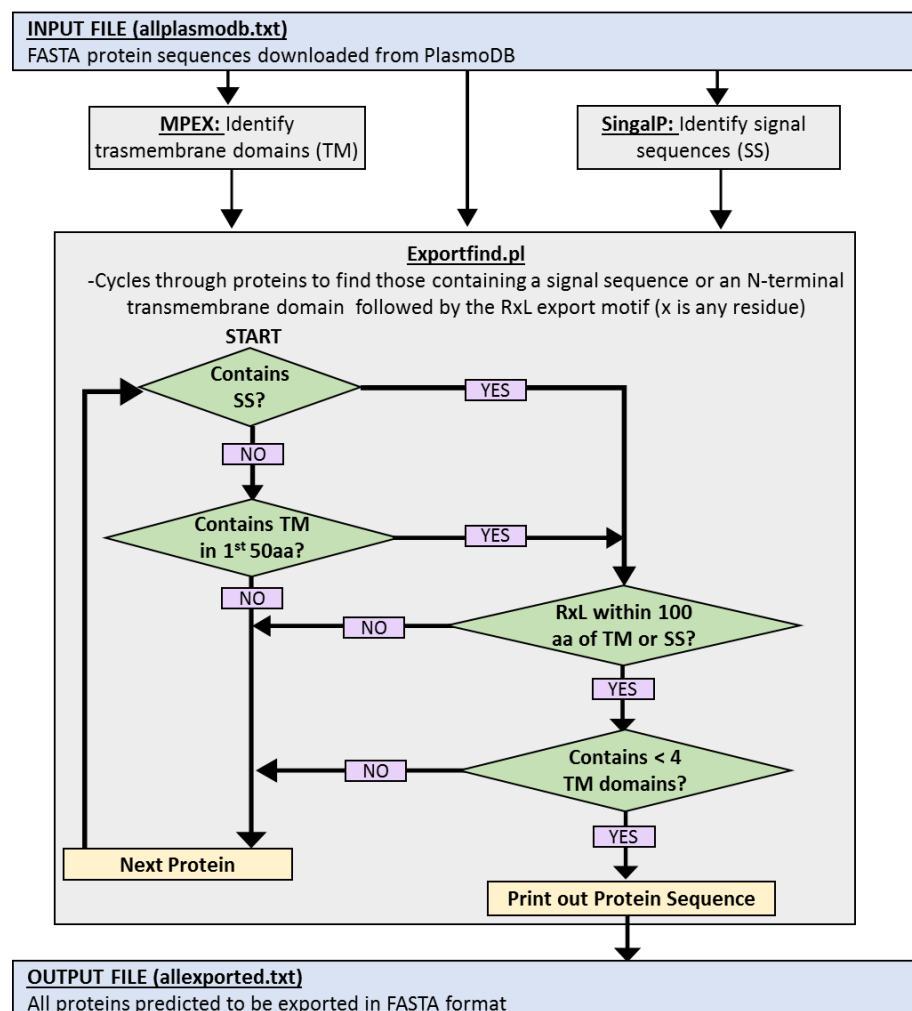 INPUT FILE (allplasmodb.txt)
FASTA protein sequences downloaded from PlasmoDB
MPEX: Identify
trasmembrane domains (TM)
SingalP: Identify signal
sequences (SS)
Exportfind.pl
-Cycles through proteins to find those containing a signal sequence or an N-terminal
transmembrane domain followed by the RxL export motif (x is any residue)
START
Contains
SS?
YES
NO
Contains TM
in 1st 50aa?
YES
NO
RxL within 100
aa of TM or SS?
NO
YES
Contains < 4
TM domains?
NO
YES
Next Protein
Print out Protein Sequence
OUTPUT FILE (allexported.txt)
All proteins predicted to be exported in FASTA format